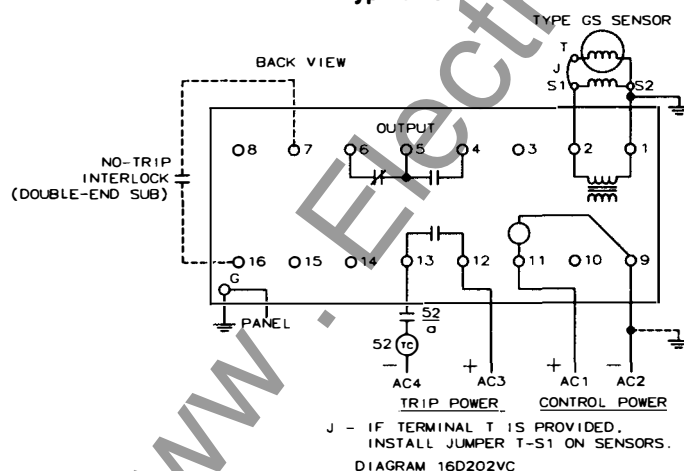 TYPE GS SENSOR
T
J
S1
S2
BACK VIEW
OUTPUT
8
7
6
5
4
3
2
1
NO-TRIP
INTERLOCK
(DOUBLE-END SUB)
16
15
14
13
12
11
10
9
G
PANEL
52
a
52
TC
-
+
+
-
AC4
AC3
AC1
AC2
TRIP POWER
CONTROL POWER
J - IF TERMINAL T IS PROVIDED,
INSTALL JUMPER T-S1 ON SENSORS.
DIAGRAM 16D202VC
www . Electri